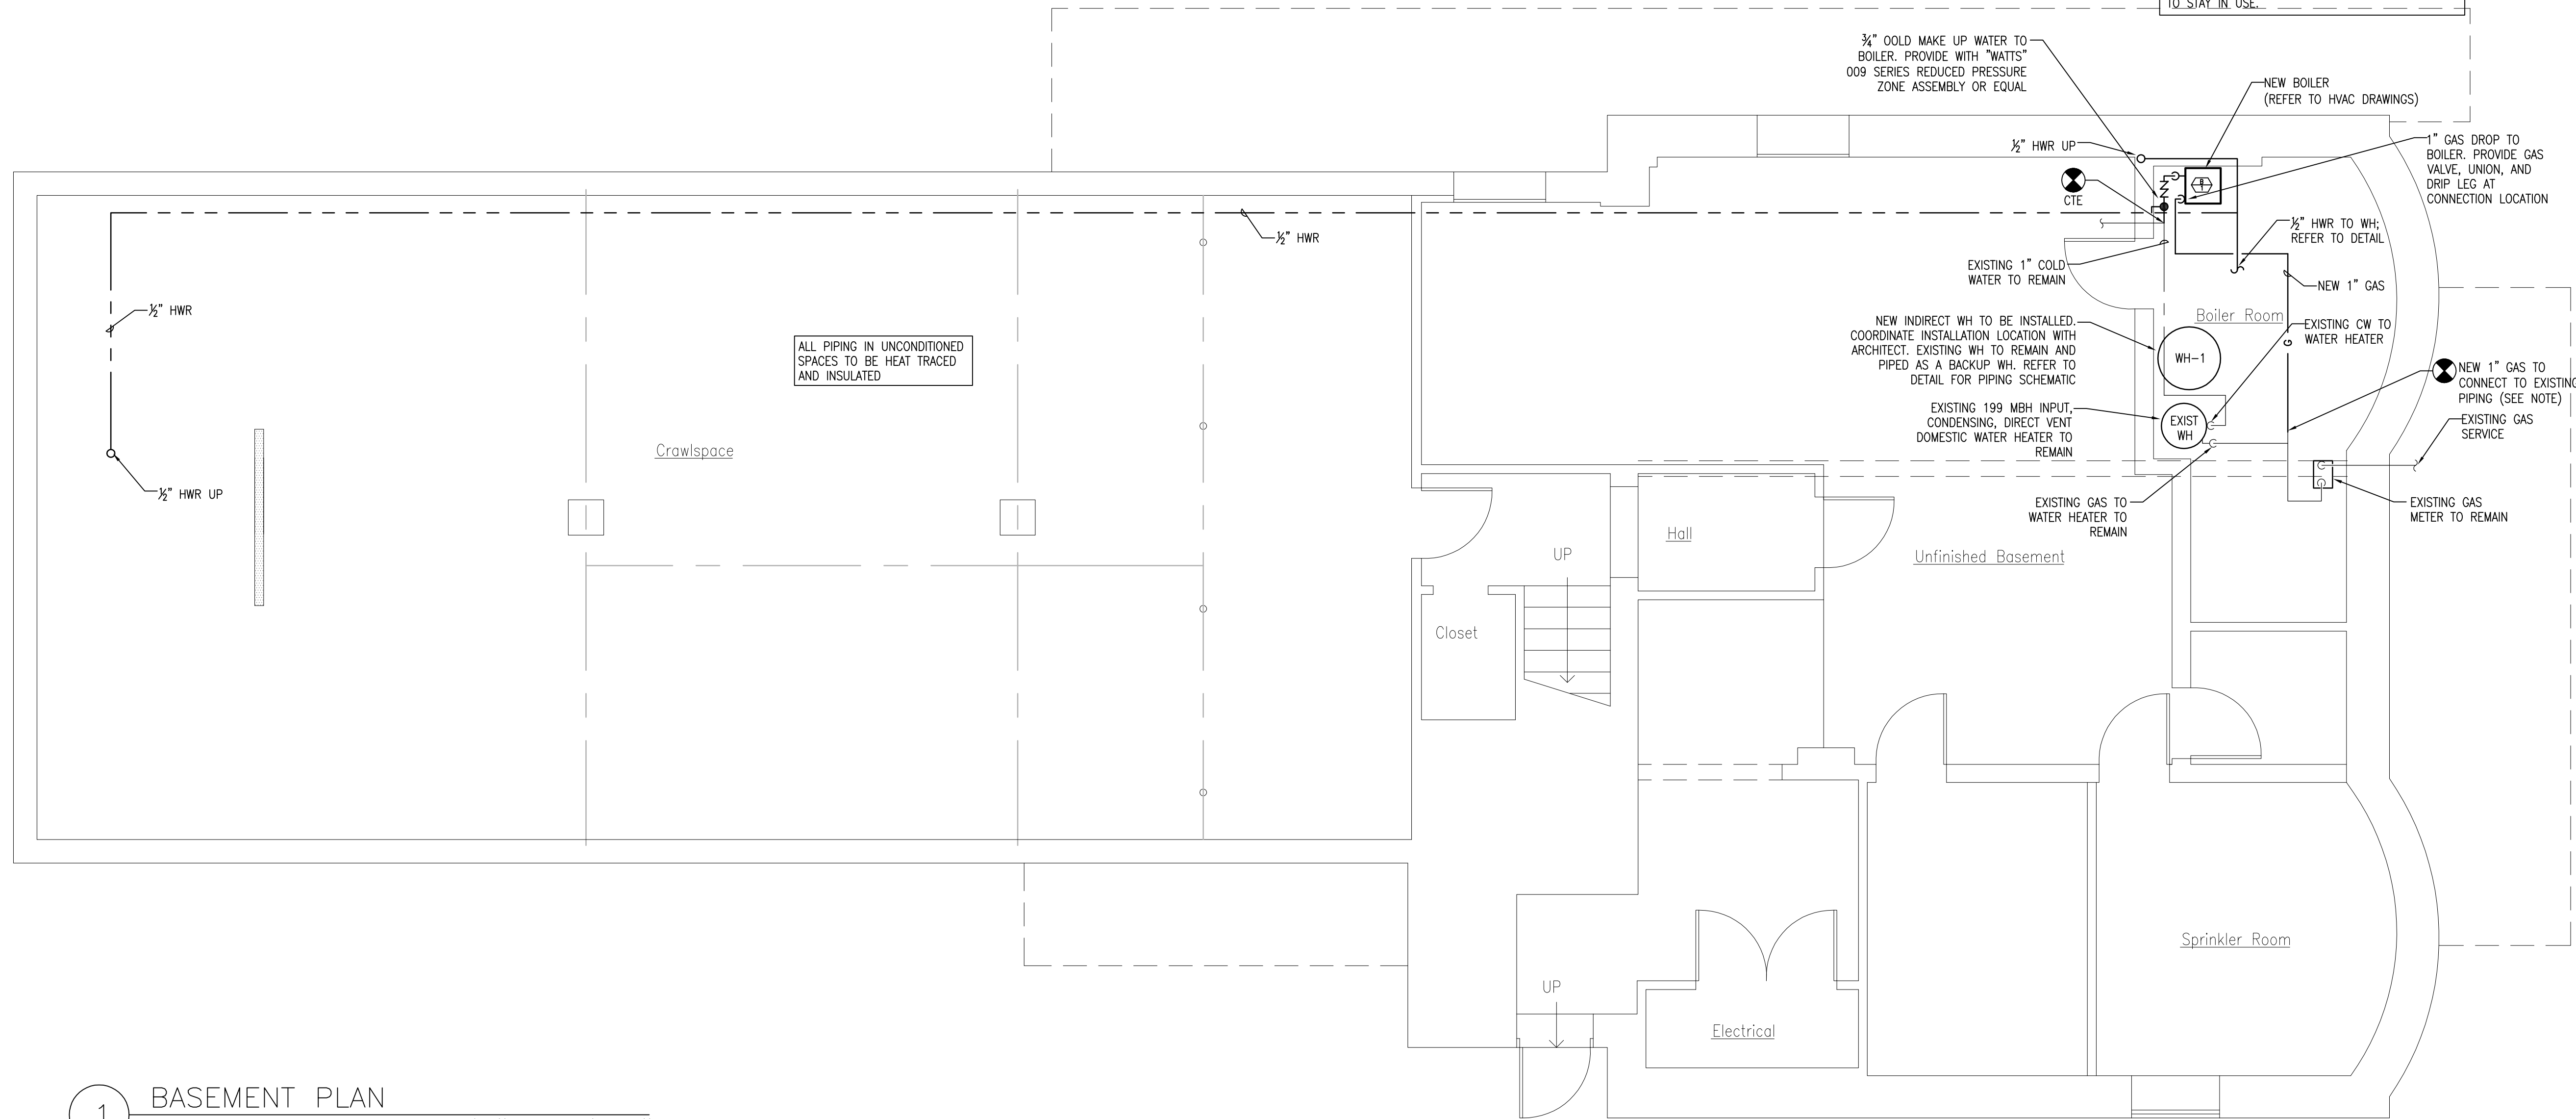 TO STAY IN USE.
¾" OOLD MAKE UP WATER TO
BOILER. PROVIDE WITH "WATTS"
009 SERIES REDUCED PRESSURE
ZONE ASSEMBLY OR EQUAL
NEW BOILER
(REFER TO HVAC DRAWINGS)
1" GAS DROP TO
BOILER. PROVIDE GAS
VALVE, UNION, AND
DRIP LEG AT
CONNECTION LOCATION
½" HWR UP
CTE
½" HWR TO WH;
REFER TO DETAIL
½" HWR
EXISTING 1" COLD
WATER TO REMAIN
NEW 1" GAS
½" HWR
Boiler Room
EXISTING CW TO
WATER HEATER
G
NEW INDIRECT WH TO BE INSTALLED.
COORDINATE INSTALLATION LOCATION WITH
ARCHITECT. EXISTING WH TO REMAIN AND
PIPED AS A BACKUP WH. REFER TO
DETAIL FOR PIPING SCHEMATIC
WH-1
ALL PIPING IN UNCONDITIONED
SPACES TO BE HEAT TRACED
AND INSULATED
NEW 1" GAS TO
CONNECT TO EXISTING
PIPING (SEE NOTE)
EXISTING 199 MBH INPUT,
CONDENSING, DIRECT VENT
DOMESTIC WATER HEATER TO
REMAIN
EXIST
WH
EXISTING GAS
SERVICE
Crawlspace
½" HWR UP
EXISTING GAS TO
WATER HEATER TO
REMAIN
EXISTING GAS
METER TO REMAIN
Hall
UP
Unfinished Basement
Closet
Sprinkler Room
UP
Electrical
1
BASEMENT PLAN